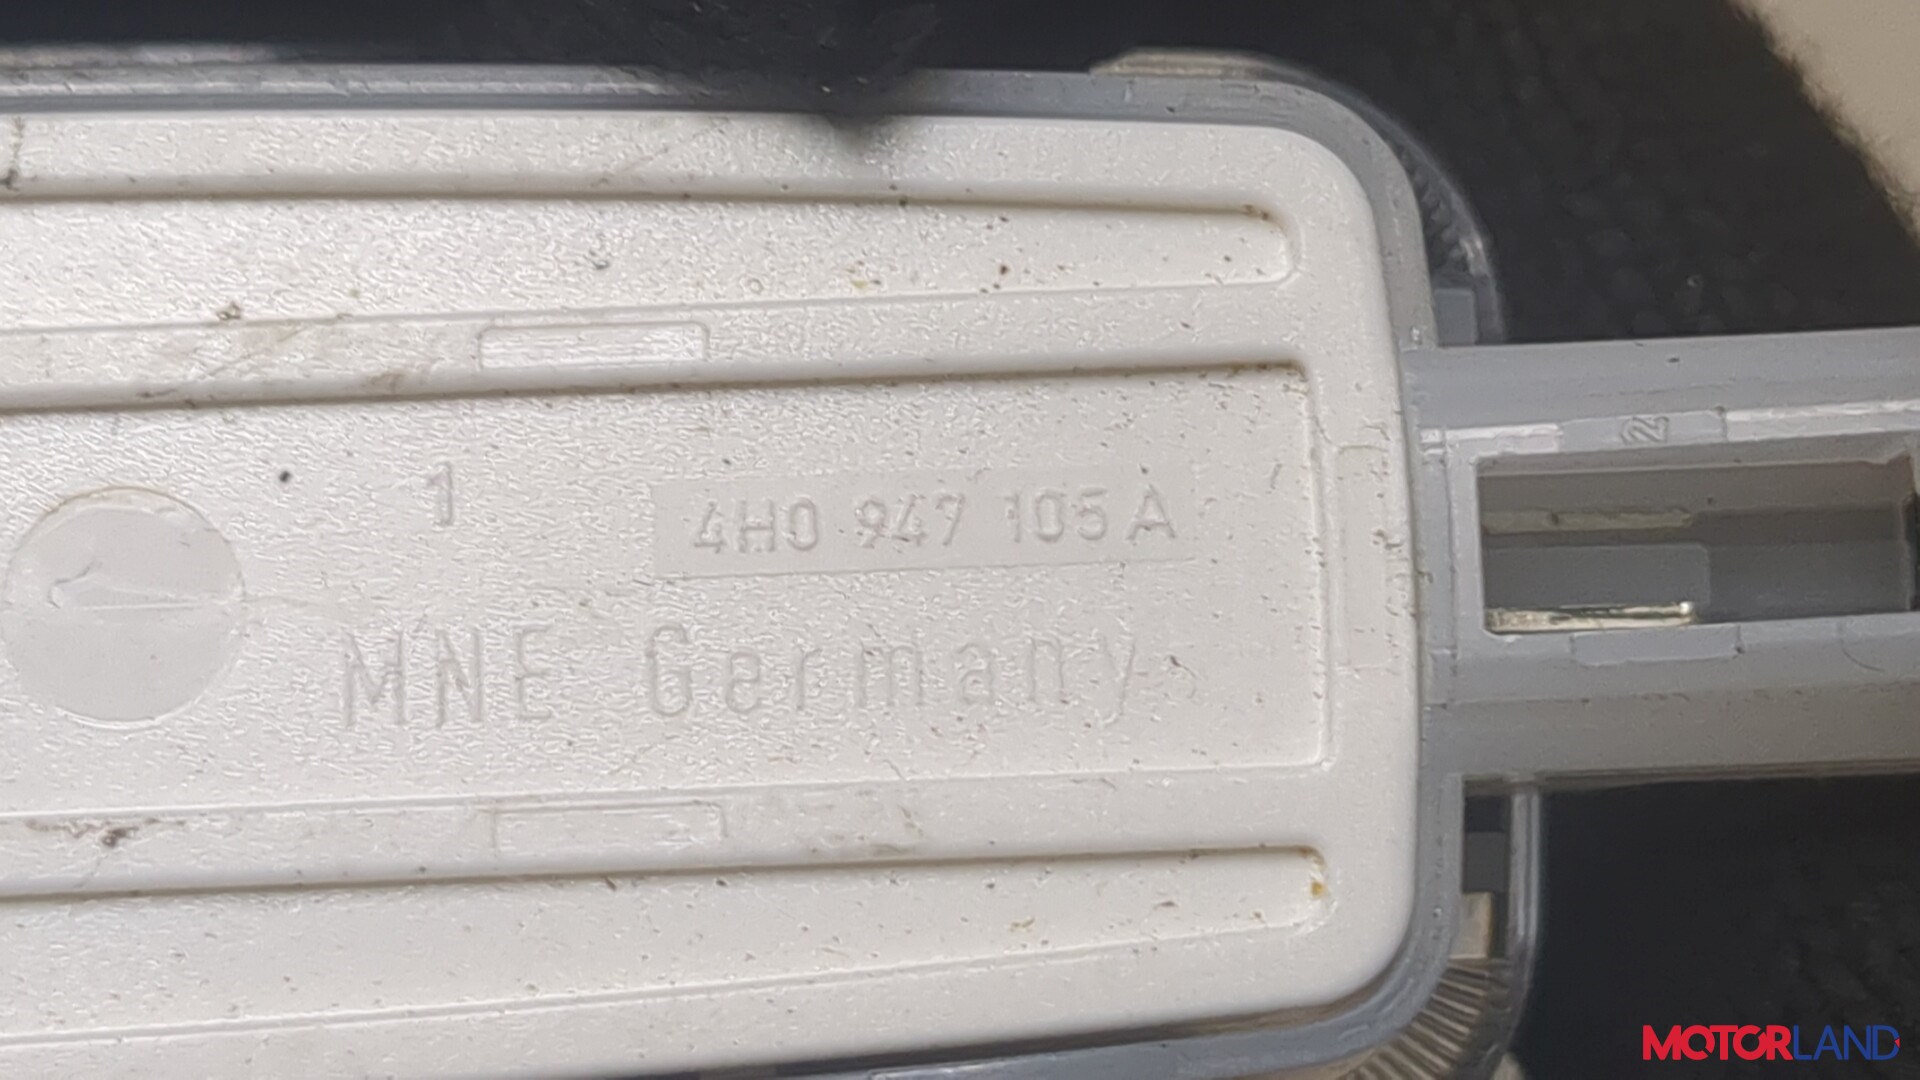 1
4H0 947 105 A
MNE Germany
2
MOTORLAND